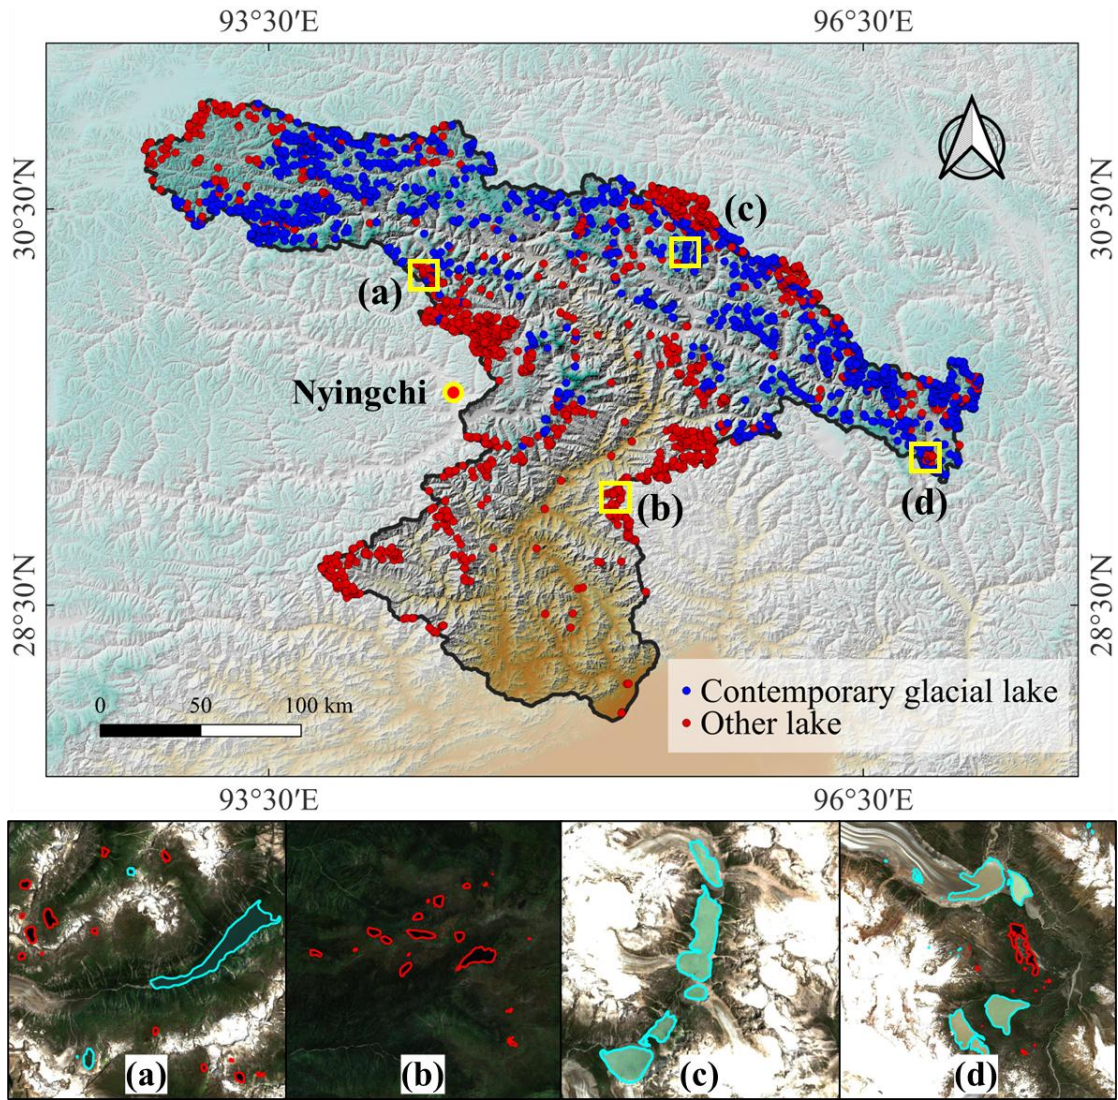 93°30′E 96°30′E
30°30′N 30°30′N
(c)
(a)
Nyingchi
(b) (d)
28°30′N 28°30′N
Contemporary glacial lake
0 50 100 km Other lake
93°30′E 96°30′E
(a) (b) (c) (d)